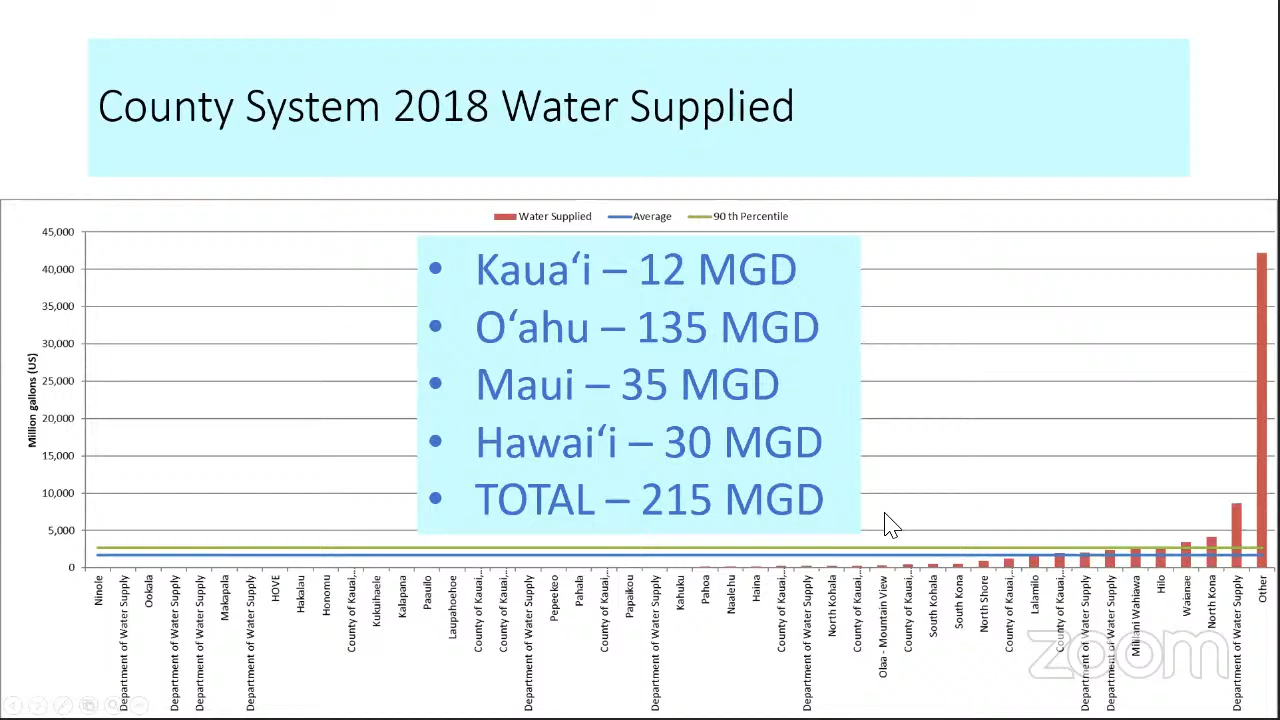 County System 2018 Water Supplied
Water Supplied
Average
90 th Percentile
Million gallons (US)
45,000
40,000
35,000
30,000
25,000
20,000
15,000
10,000
5,000
0
• Kauaʻi – 12 MGD
• Oʻahu – 135 MGD
• Maui – 35 MGD
• Hawaiʻi – 30 MGD
• TOTAL – 215 MGD
Ninole
Department of Water Supply
Ookala
Department of Water Supply
Department of Water Supply
Makapala
Department of Water Supply
HOVE
Hakalau
Honomu
County of Kauai...
Kukuihaele
Kalapana
Paauilo
Laupahoehoe
County of Kauai...
County of Kauai...
Department of Water Supply
Pepeekeo
Pahala
County of Kauai...
Papaikou
Department of Water Supply
Kahuku
Pahoa
Naalehu
Haina
County of Kauai...
Department of Water Supply
North Kohala
County of Kauai...
Olaa - Mountain View
County of Kauai...
South Kohala
South Kona
North Shore
County of Kauai...
Lalamilo
County of Kauai...
Department of Water Supply
Department of Water Supply
Mililani Wahiawa
Hilo
Waianae
North Kona
Department of Water Supply
Other
zoom